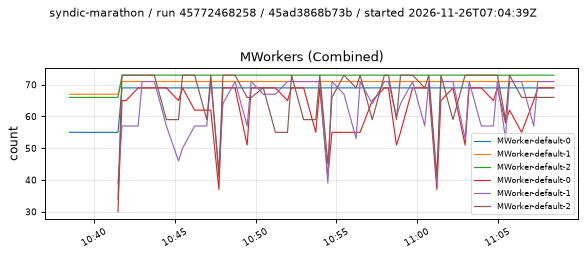 syndic-marathon / run 45772468258 / 45ad3868b73b / started 2026-11-26T07:04:39Z
MWorkers (Combined)
count
70
60
50
40
30
10:40
10:45
10:50
10:55
11:00
11:05
MWorker-default-0
MWorker-default-1
MWorker-default-2
MWorker-default-0
MWorker-default-1
MWorker-default-2